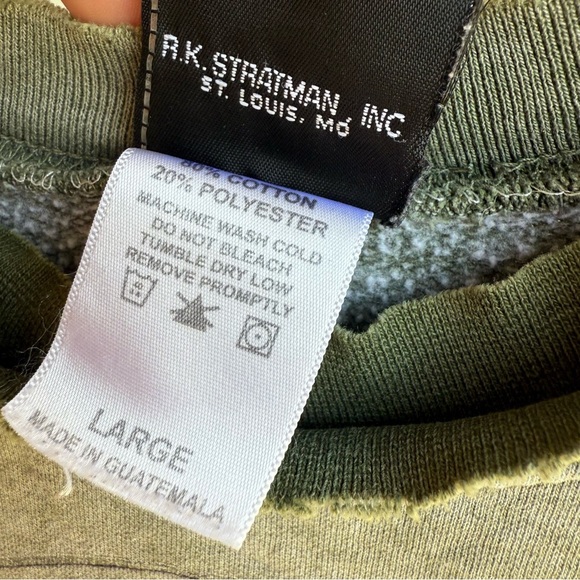 R.K. STRATMAN, INC
ST. LOUIS, MO
80% COTTON
20% POLYESTER
MACHINE WASH COLD
DO NOT BLEACH
TUMBLE DRY LOW
REMOVE PROMPTLY
LARGE
MADE IN GUATEMALA